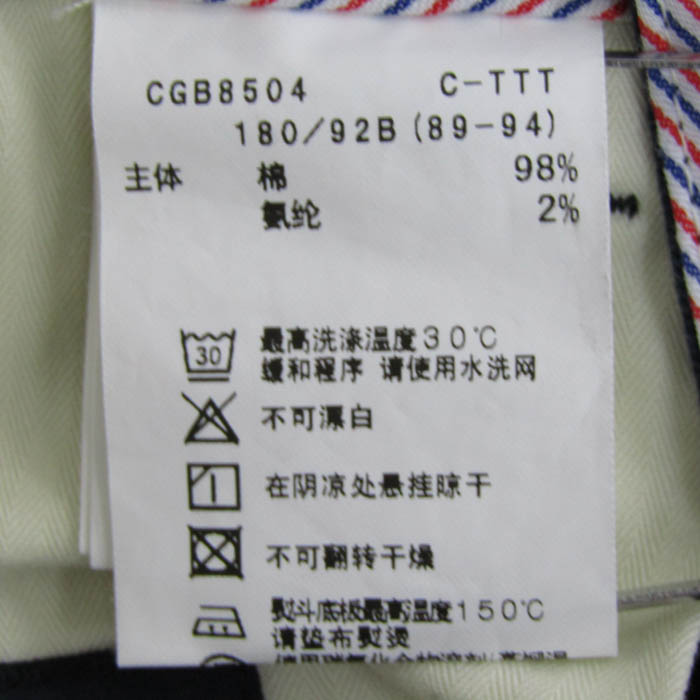 CGB8504 C-TTT
180/92B(89-94)
主体 棉 98%
氨纶 2%
30 最高洗涤温度30℃
缓和程序 请使用水洗网
不可漂白
在阴凉处悬挂晾干
不可翻转干燥
熨斗底板最高温度150℃
请垫布熨烫